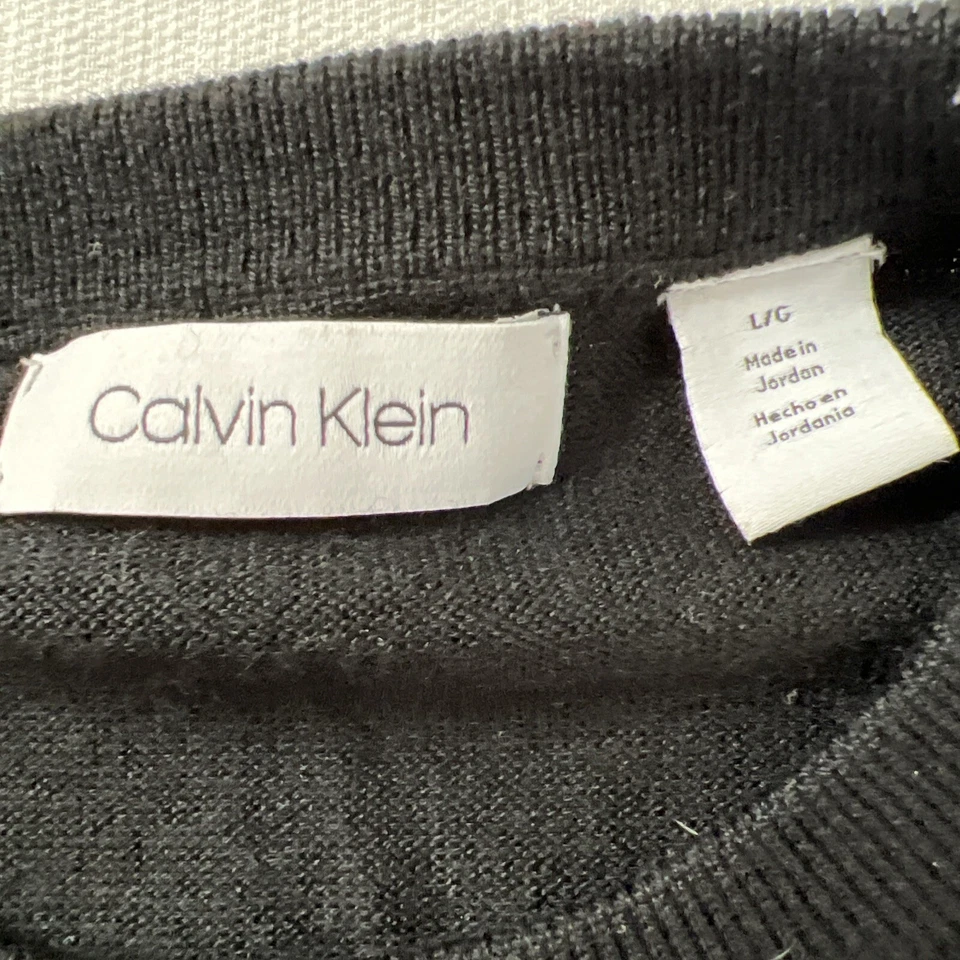 Calvin Klein
L/G
Made in
Jordan
Hecho en
Jordania